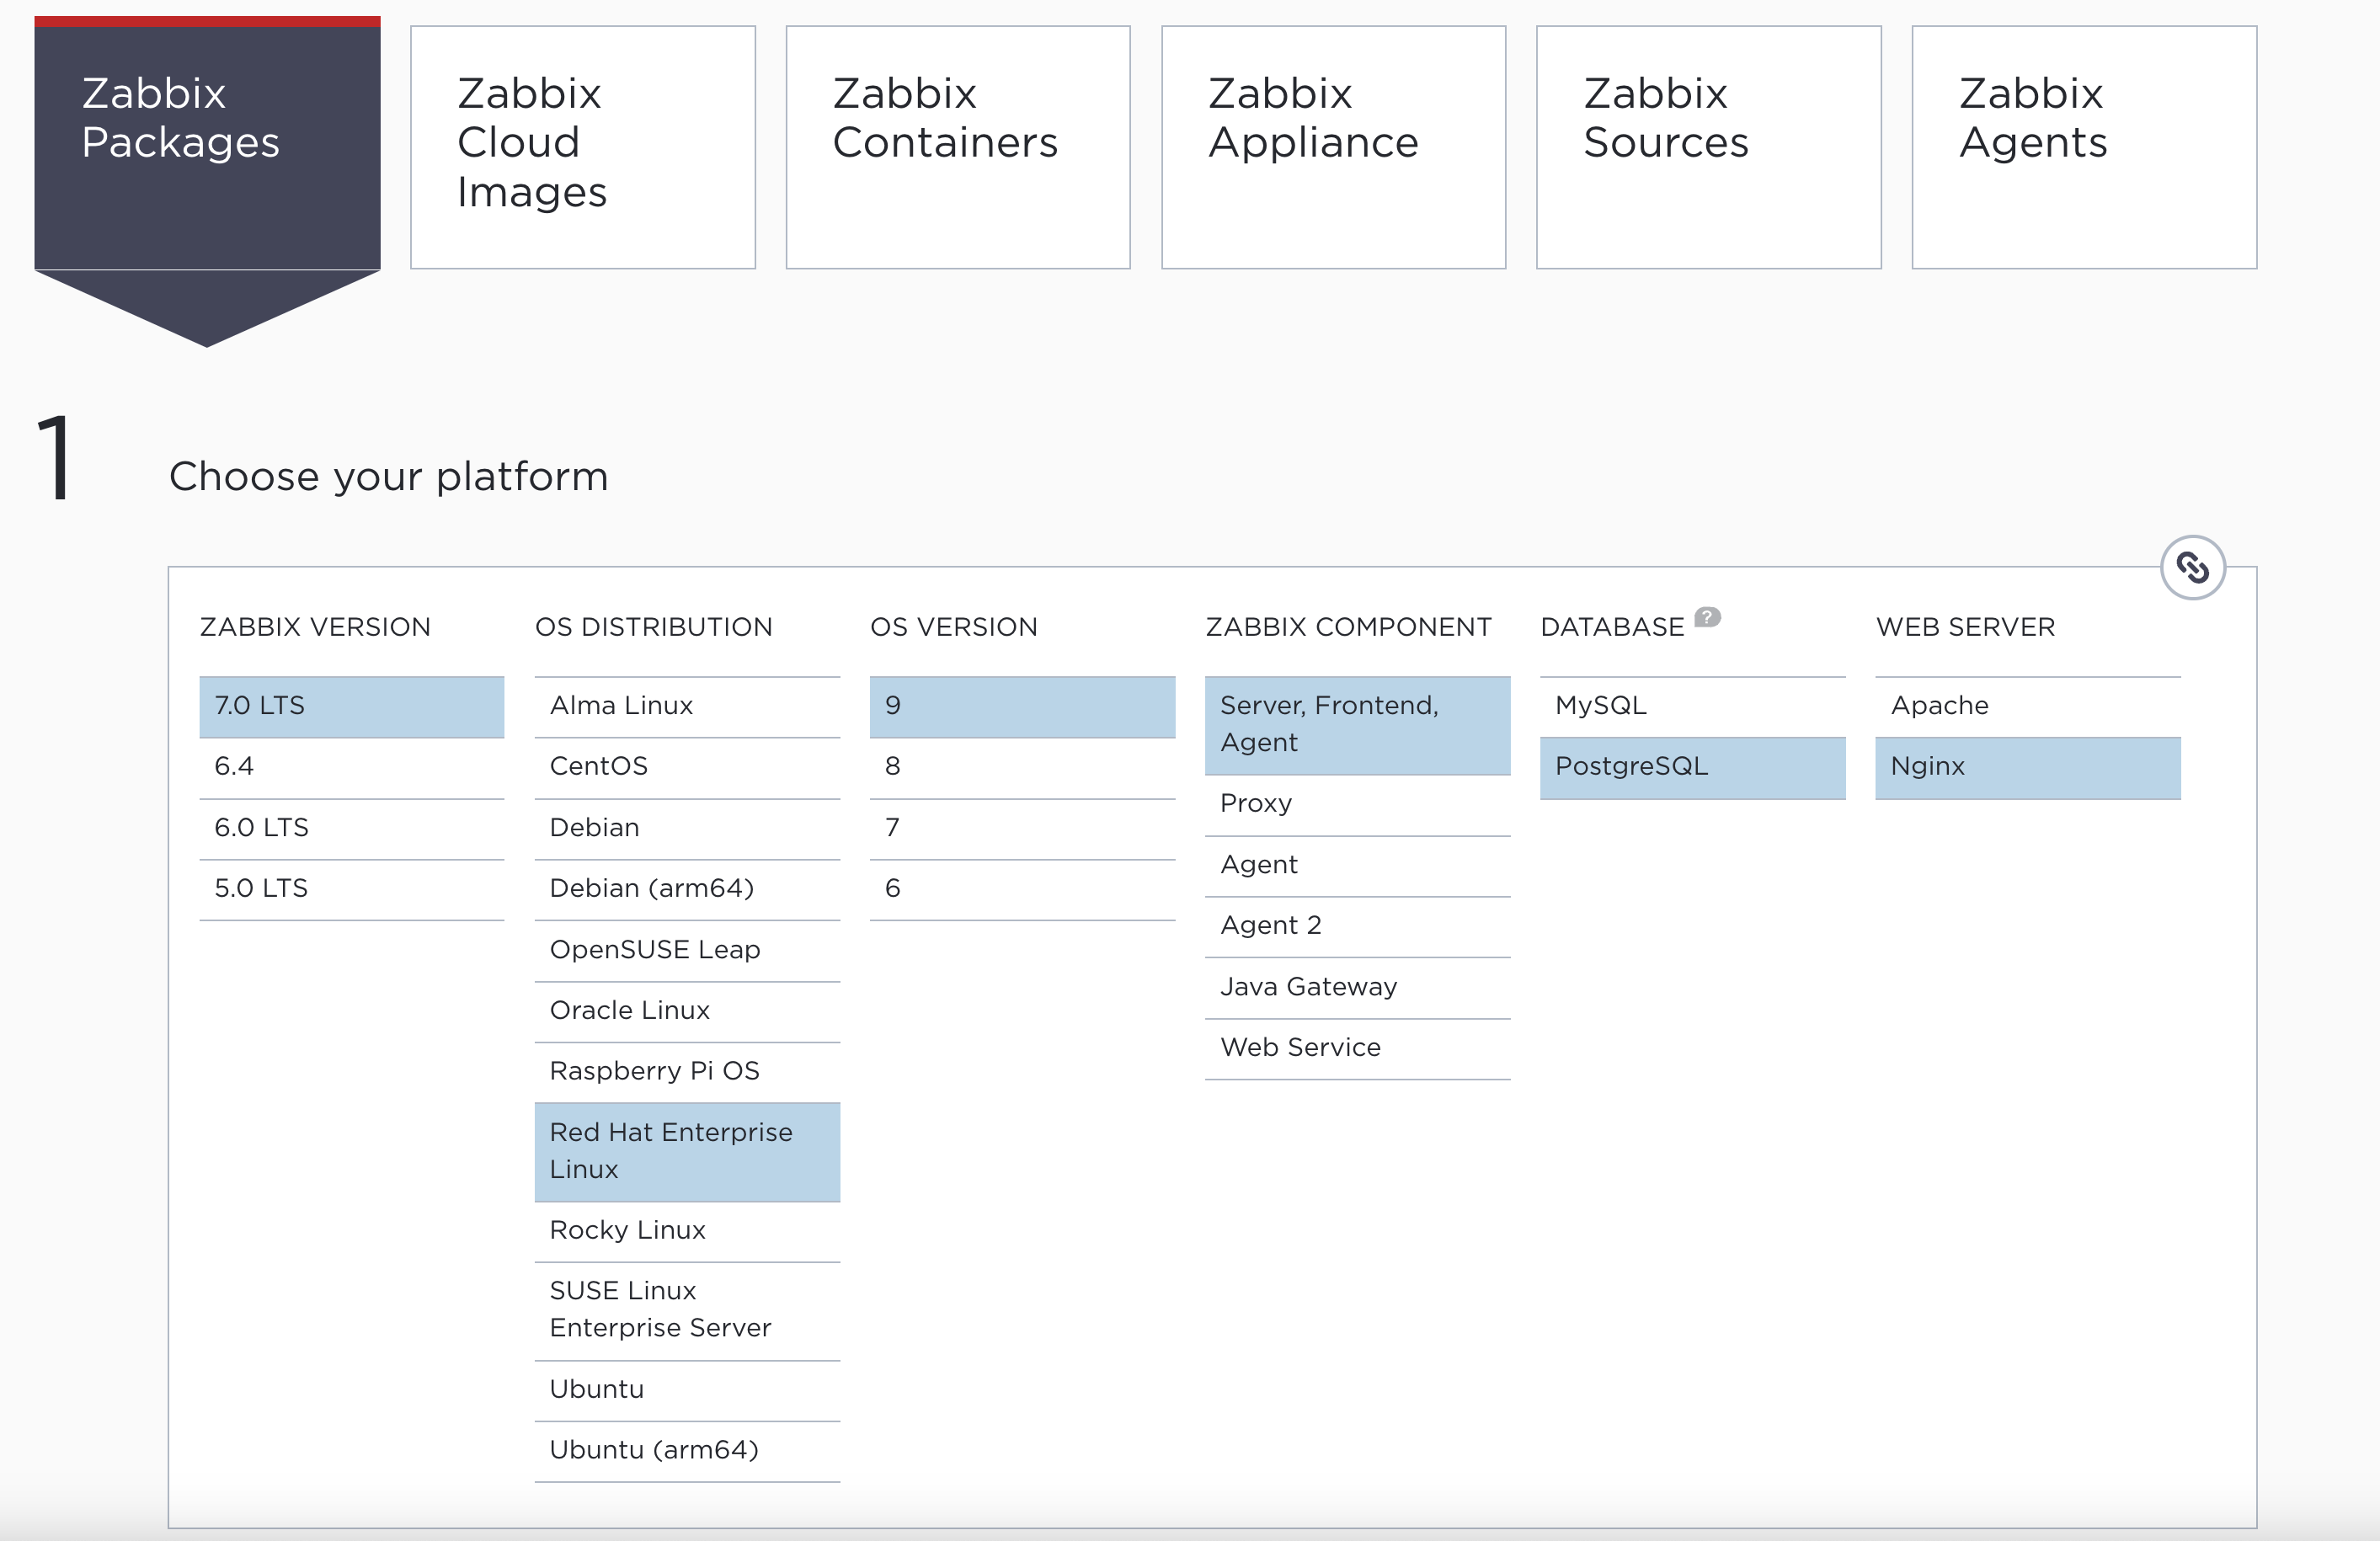 Zabbix
Packages
Zabbix
Cloud
Images
Zabbix
Containers
Zabbix
Appliance
Zabbix
Sources
Zabbix
Agents
1
Choose your platform
ZABBIX VERSION
7.0 LTS
6.4
6.0 LTS
5.0 LTS
OS DISTRIBUTION
Alma Linux
CentOS
Debian
Debian (arm64)
OpenSUSE Leap
Oracle Linux
Raspberry Pi OS
Red Hat Enterprise
Linux
Rocky Linux
SUSE Linux
Enterprise Server
Ubuntu
Ubuntu (arm64)
OS VERSION
9
8
7
6
ZABBIX COMPONENT
Server, Frontend,
Agent
Proxy
Agent
Agent 2
Java Gateway
Web Service
DATABASE ?
MySQL
PostgreSQL
WEB SERVER
Apache
Nginx